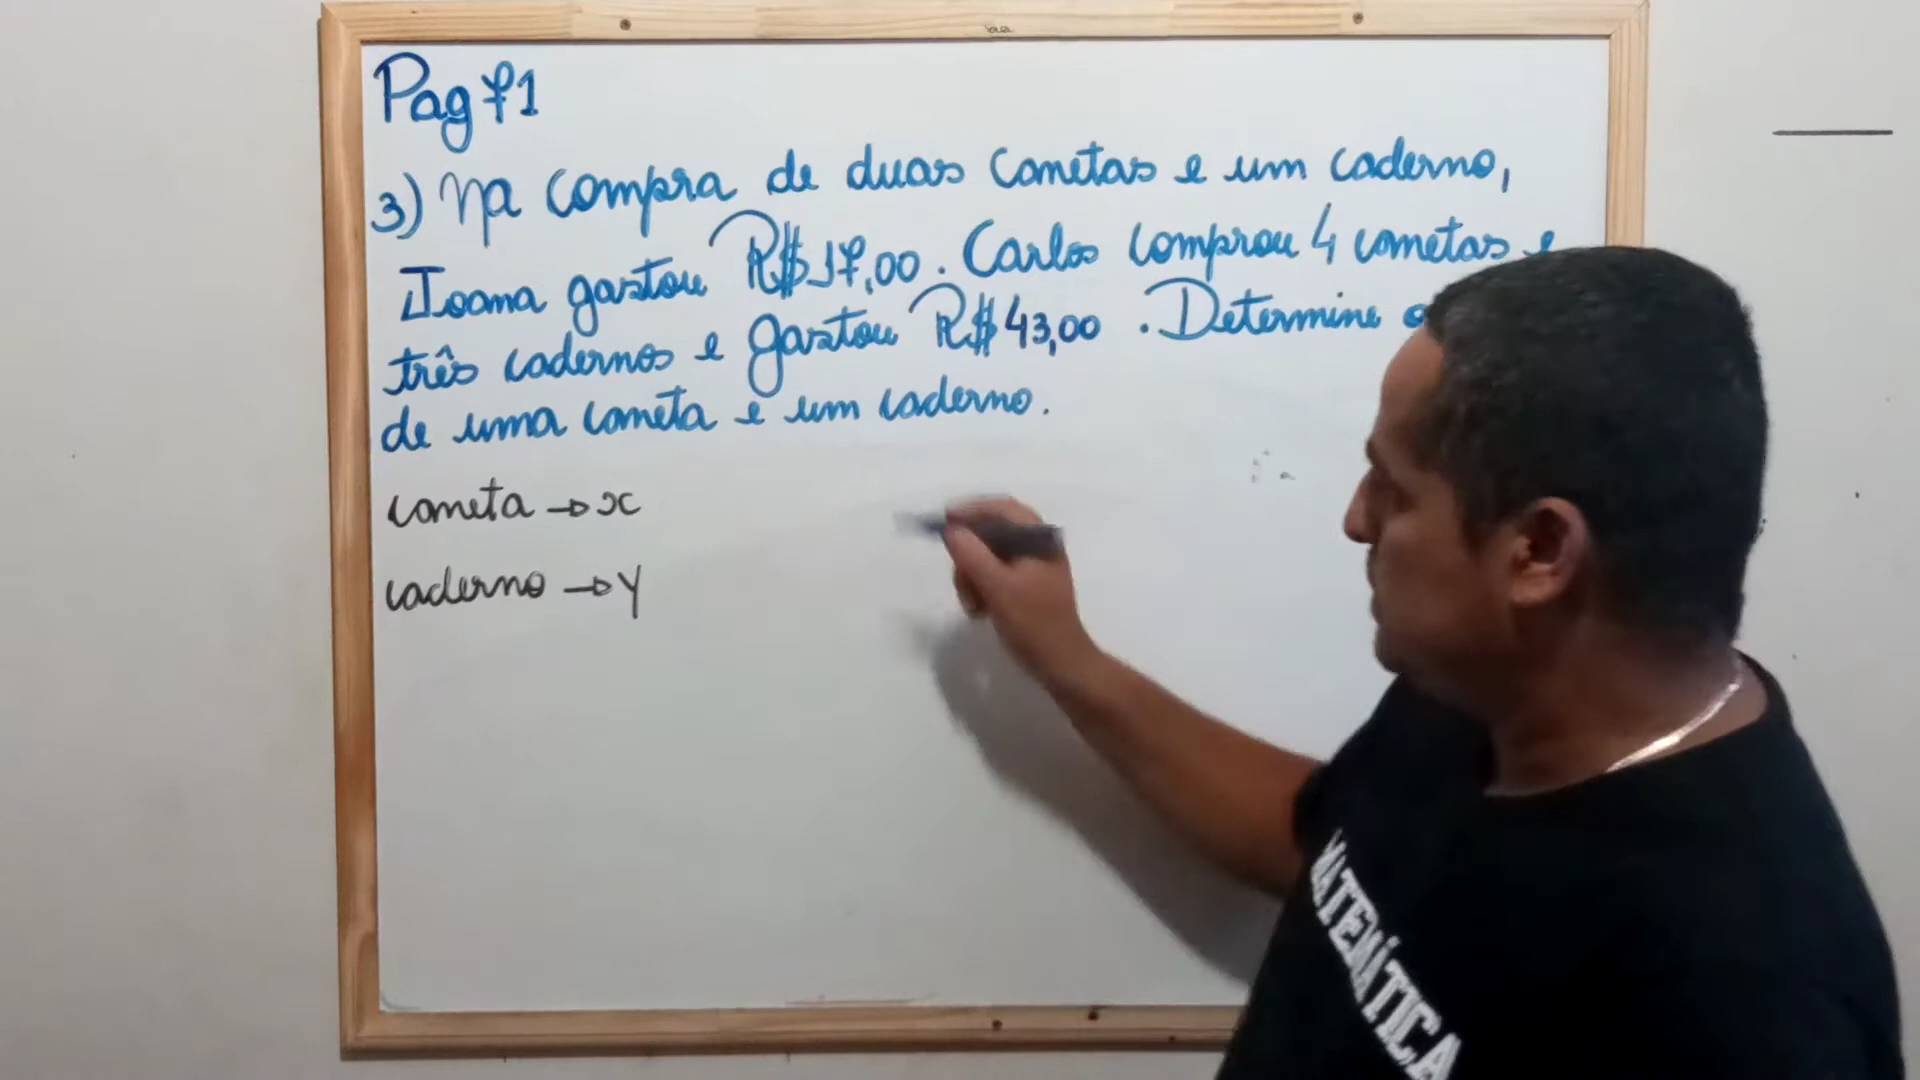 Pag 71
3) Na compra de duas canetas e um caderno,
Joana gastou R$ 17,00. Carlos comprou 4 canetas e
três cadernos e gastou R$ 43,00. Determine o
de uma caneta e um caderno.
caneta → x
caderno → y
MATEMÁTICA